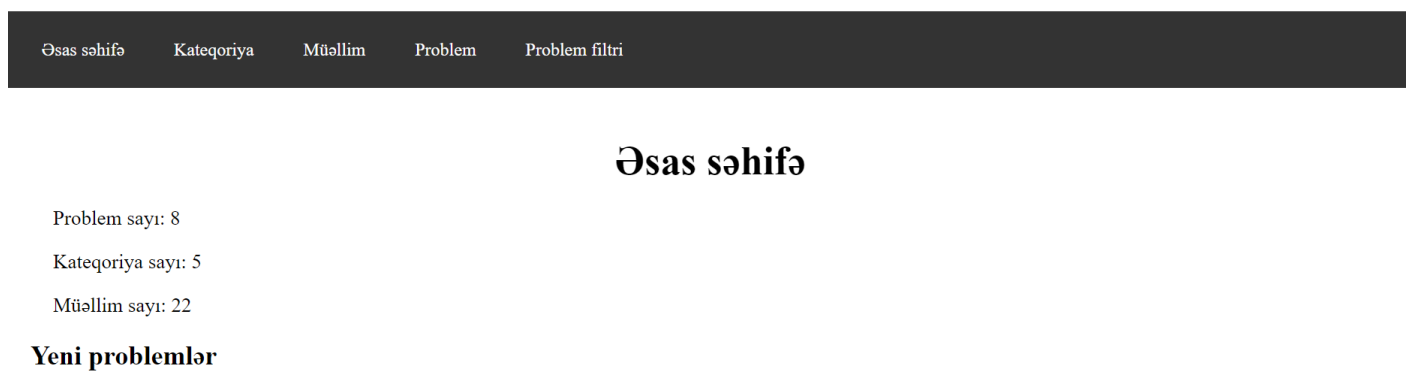 Əsas səhifə Kateqoriya Müəllim Problem Problem filtri
Əsas səhifə
Problem sayı: 8
Kateqoriya sayı: 5
Müəllim sayı: 22
Yeni problemlər